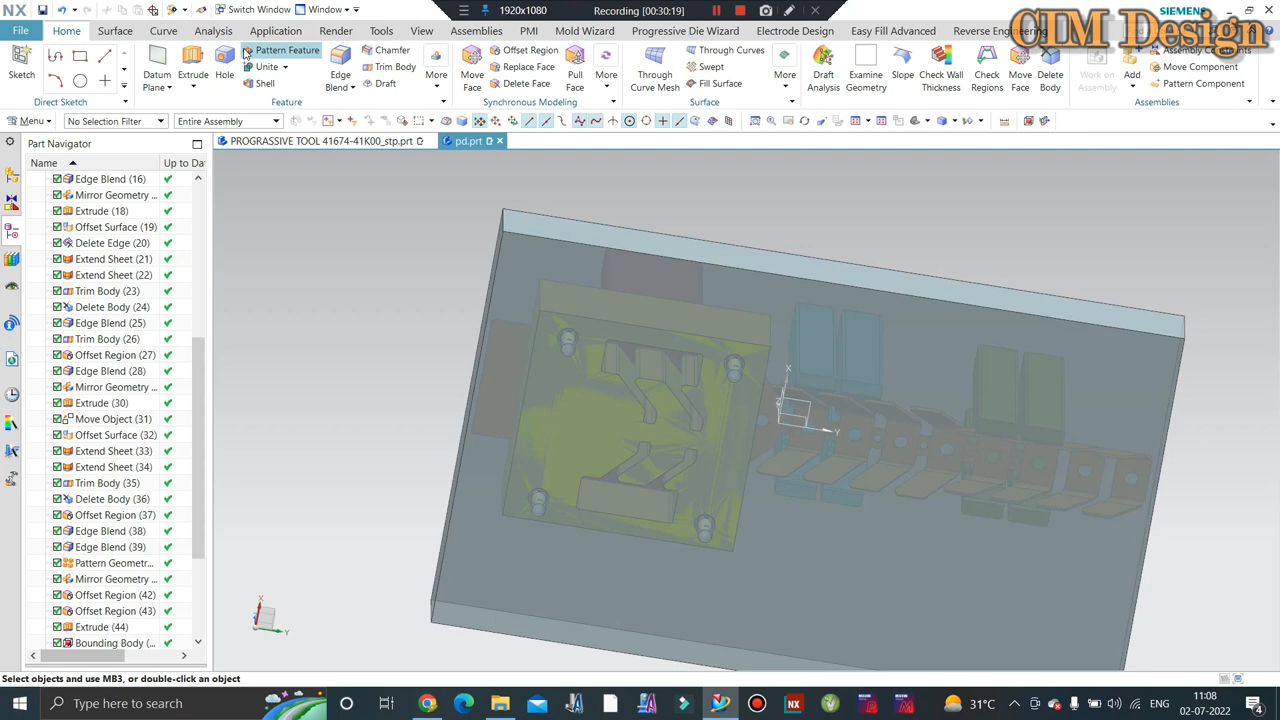 NX
Switch Window
Window
1920x1080
Recording [00:30:19]
SIEMENS
CIM Design
File
Home
Surface
Curve
Analysis
Application
Render
Tools
View
Assemblies
PMI
Mold Wizard
Progressive Die Wizard
Electrode Design
Easy Fill Advanced
Reverse Engineering
Sketch
Direct Sketch
Datum Plane
Extrude
Hole
Pattern Feature
Unite
Shell
Edge Blend
Chamfer
Trim Body
Draft
More
Feature
Move Face
Offset Region
Replace Face
Delete Face
Pull Face
More
Synchronous Modeling
Through Curve Mesh
Through Curves
Swept
Fill Surface
More
Surface
Draft Analysis
Examine Geometry
Slope
Check Wall Thickness
Check Regions
Move Face
Delete Body
Work on Assembly
Add
Assembly Constraints
Move Component
Pattern Component
Assemblies
Menu
No Selection Filter
Entire Assembly
Part Navigator
PROGRASSIVE TOOL 41674-41K00_stp.prt
pd.prt
Name
Up to Dat
Edge Blend (16)
Mirror Geometry ...
Extrude (18)
Offset Surface (19)
Delete Edge (20)
Extend Sheet (21)
Extend Sheet (22)
Trim Body (23)
Delete Body (24)
Edge Blend (25)
Trim Body (26)
Offset Region (27)
Edge Blend (28)
Mirror Geometry ...
Extrude (30)
Move Object (31)
Offset Surface (32)
Extend Sheet (33)
Extend Sheet (34)
Trim Body (35)
Delete Body (36)
Offset Region (37)
Edge Blend (38)
Edge Blend (39)
Pattern Geometr...
Mirror Geometry ...
Offset Region (42)
Offset Region (43)
Extrude (44)
Bounding Body (...
X
Y
Z
X
Y
Select objects and use MB3, or double-click an object
Type here to search
31°C
ENG
11:08
02-07-2022
4